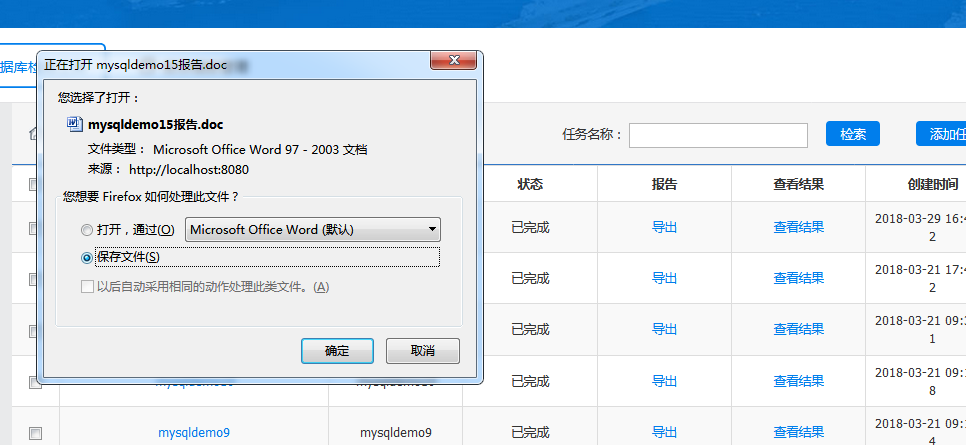 据库检
正在打开 mysqldemo15报告.doc
您选择了打开：
mysqldemo15报告.doc
文件类型： Microsoft Office Word 97 - 2003 文档
来源： http://localhost:8080
您想要 Firefox 如何处理此文件？
打开，通过(O) Microsoft Office Word (默认)
保存文件(S)
以后自动采用相同的动作处理此类文件。(A)
确定 取消
任务名称： 检索 添加任
状态 报告 查看结果 创建时间
已完成 导出 查看结果 2018-03-29 16:4
2
已完成 导出 查看结果 2018-03-21 17:4
2
已完成 导出 查看结果 2018-03-21 09:3
1
已完成 导出 查看结果 2018-03-21 09:1
8
mysqldemo9 mysqldemo9 已完成 导出 查看结果 2018-03-21 09:1
4